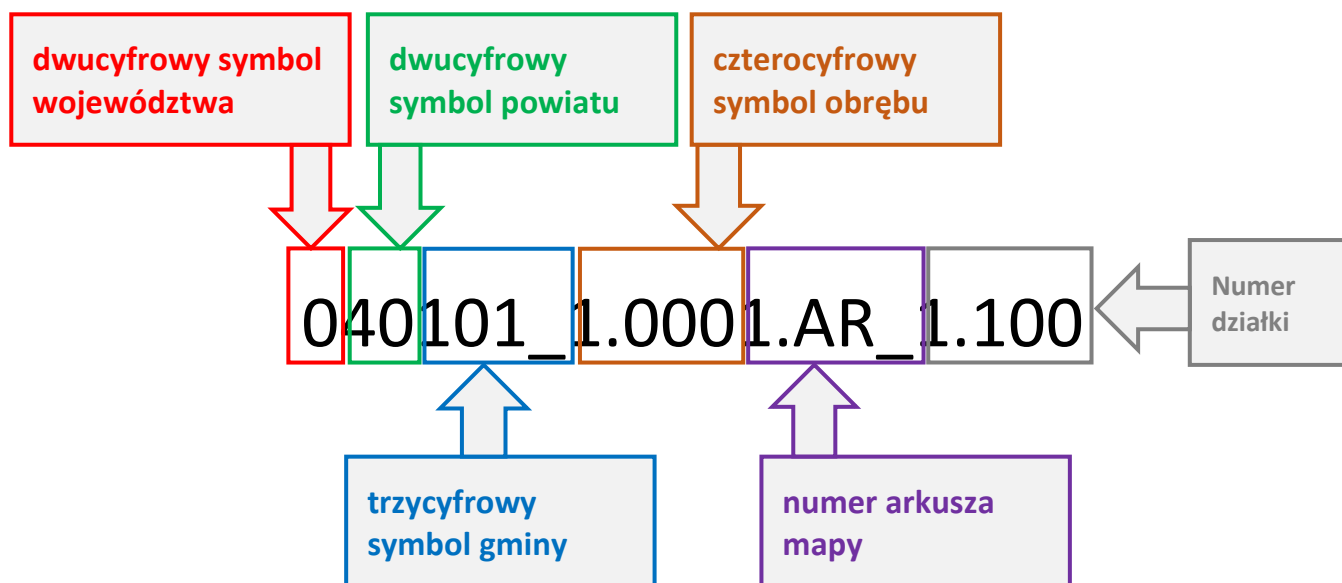 dwucyfrowy symbol
województwa
dwucyfrowy
symbol powiatu
czterocyfrowy
symbol obrębu
040101_1.0001.AR_1.100
Numer
działki
trzycyfrowy
symbol gminy
numer arkusza
mapy